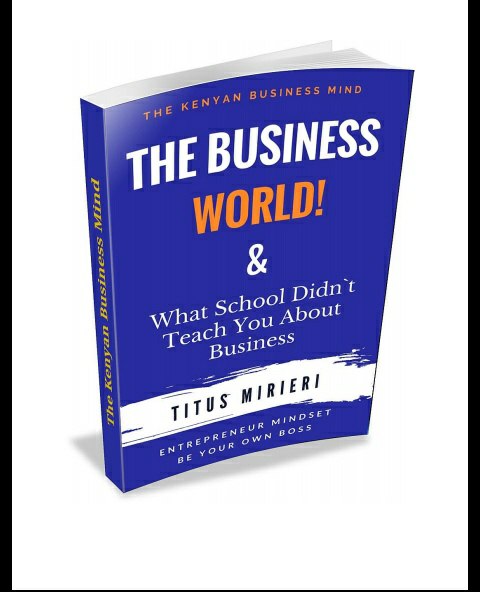 The Kenyan Business Mind
THE KENYAN BUSINESS MIND
THE BUSINESS
WORLD!
&
What School Didn`t
Teach You About
Business
TITUS MIRIERI
ENTREPRENEUR MINDSET
BE YOUR OWN BOSS